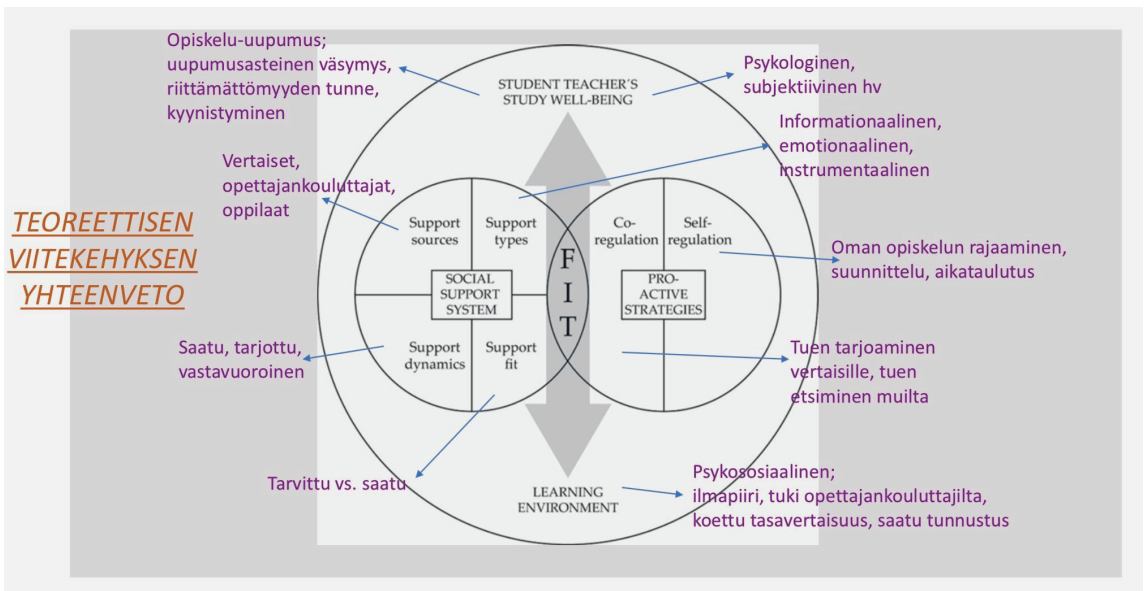 Opiskelu-uupumus;
uupumusasteinen väsymys,
riittämättömyyden tunne,
kyynistyminen
STUDENT TEACHER´S
STUDY WELL-BEING
Psykologinen,
subjektiivinen hv
Informationaalinen,
emotionaalinen,
instrumentaalinen
Vertaiset,
opettajankouluttajat,
oppilaat
TEOREETTISEN
VIITEKEHYKSEN
YHTEENVETO
Support
sources
Support
types
SOCIAL
SUPPORT
SYSTEM
Support
dynamics
Support
fit
F
I
T
Co-
regulation
Self-
regulation
PRO-
ACTIVE
STRATEGIES
Oman opiskelun rajaaminen,
suunnittelu, aikataulutus
Saatu, tarjottu,
vastavuoroinen
Tuen tarjoaminen
vertaisille, tuen
etsiminen muilta
Tarvittu vs. saatu
LEARNING
ENVIRONMENT
Psykososiaalinen;
ilmapiiri, tuki opettajankouluttajilta,
koettu tasavertaisuus, saatu tunnustus